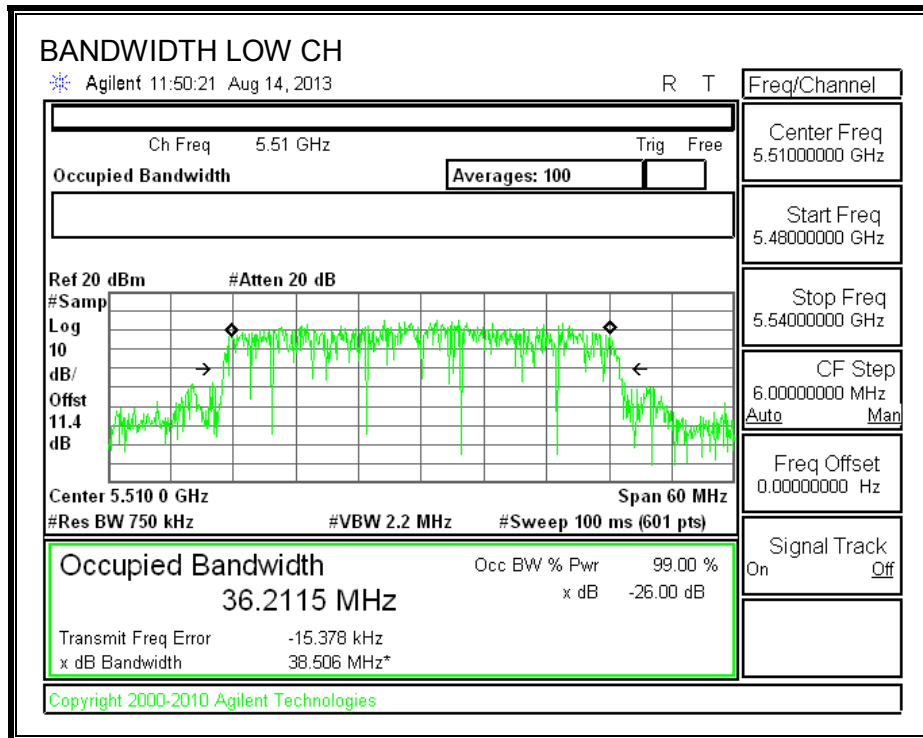 BANDWIDTH LOW CH
Agilent 11:50:21 Aug 14, 2013 R T
Freq/Channel
Ch Freq 5.51 GHz Trig Free
Occupied Bandwidth Averages: 100
Center Freq
5.51000000 GHz
Start Freq
5.48000000 GHz
Stop Freq
5.54000000 GHz
CF Step
6.00000000 MHz
Auto Man
Freq Offset
0.00000000 Hz
Signal Track
On Off
Ref 20 dBm #Atten 20 dB
#Samp
Log
10
dB/
Offst
11.4
dB
Center 5.510 0 GHz Span 60 MHz
#Res BW 750 kHz #VBW 2.2 MHz #Sweep 100 ms (601 pts)
Occupied Bandwidth Occ BW % Pwr 99.00 %
36.2115 MHz x dB -26.00 dB
Transmit Freq Error -15.378 kHz
x dB Bandwidth 38.506 MHz*
Copyright 2000-2010 Agilent Technologies